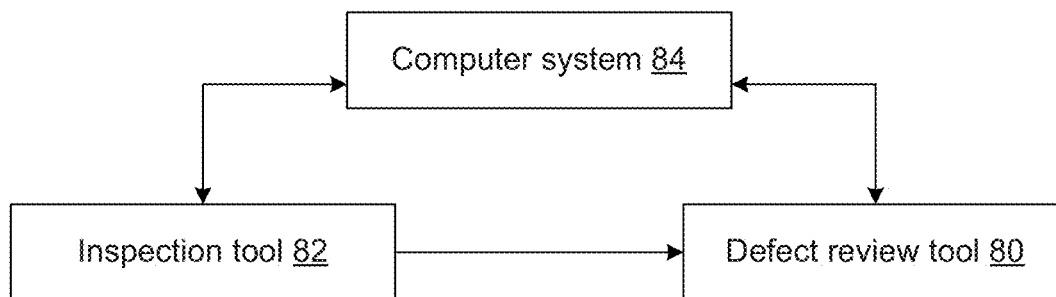 Computer system 84
Inspection tool 82
Defect review tool 80